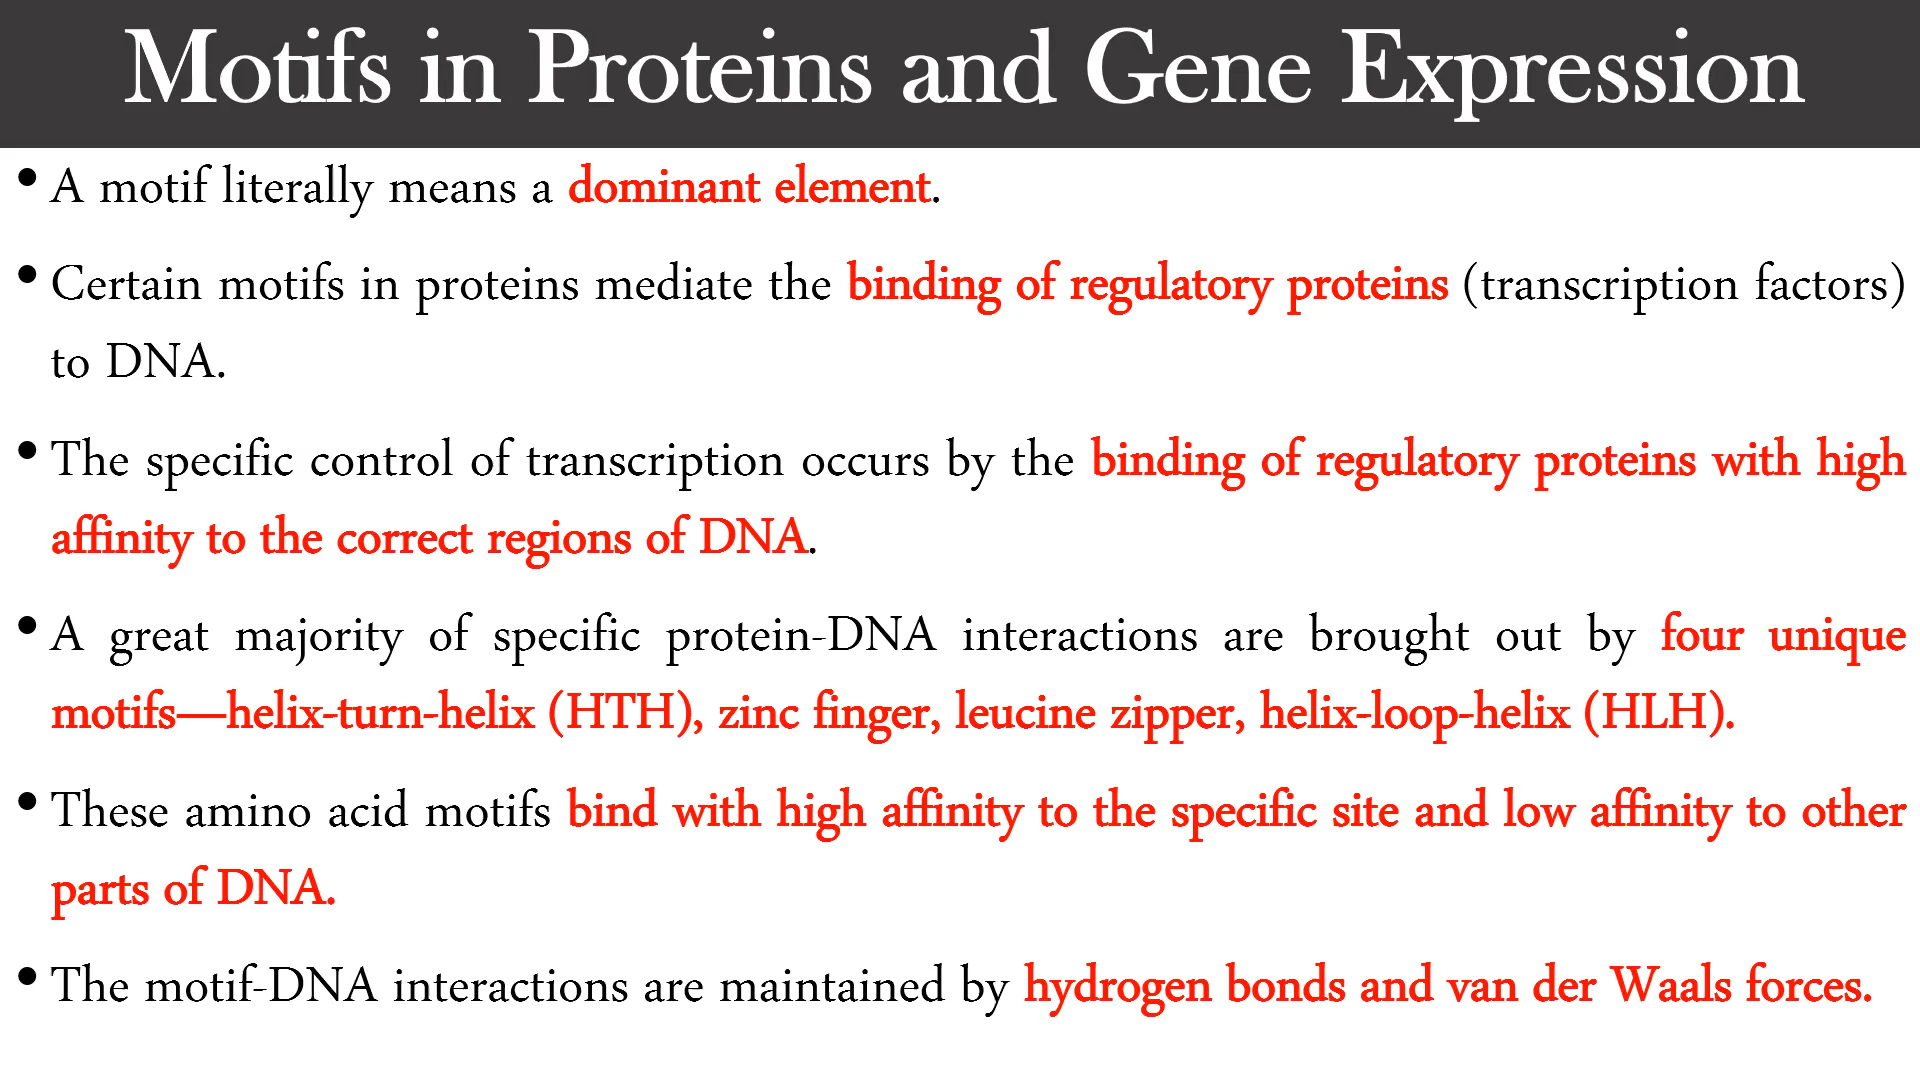 Motifs in Proteins and Gene Expression
• A motif literally means a dominant element.
• Certain motifs in proteins mediate the binding of regulatory proteins (transcription factors)
to DNA.
• The specific control of transcription occurs by the binding of regulatory proteins with high
affinity to the correct regions of DNA.
• A great majority of specific protein-DNA interactions are brought out by four unique
motifs—helix-turn-helix (HTH), zinc finger, leucine zipper, helix-loop-helix (HLH).
• These amino acid motifs bind with high affinity to the specific site and low affinity to other
parts of DNA.
• The motif-DNA interactions are maintained by hydrogen bonds and van der Waals forces.